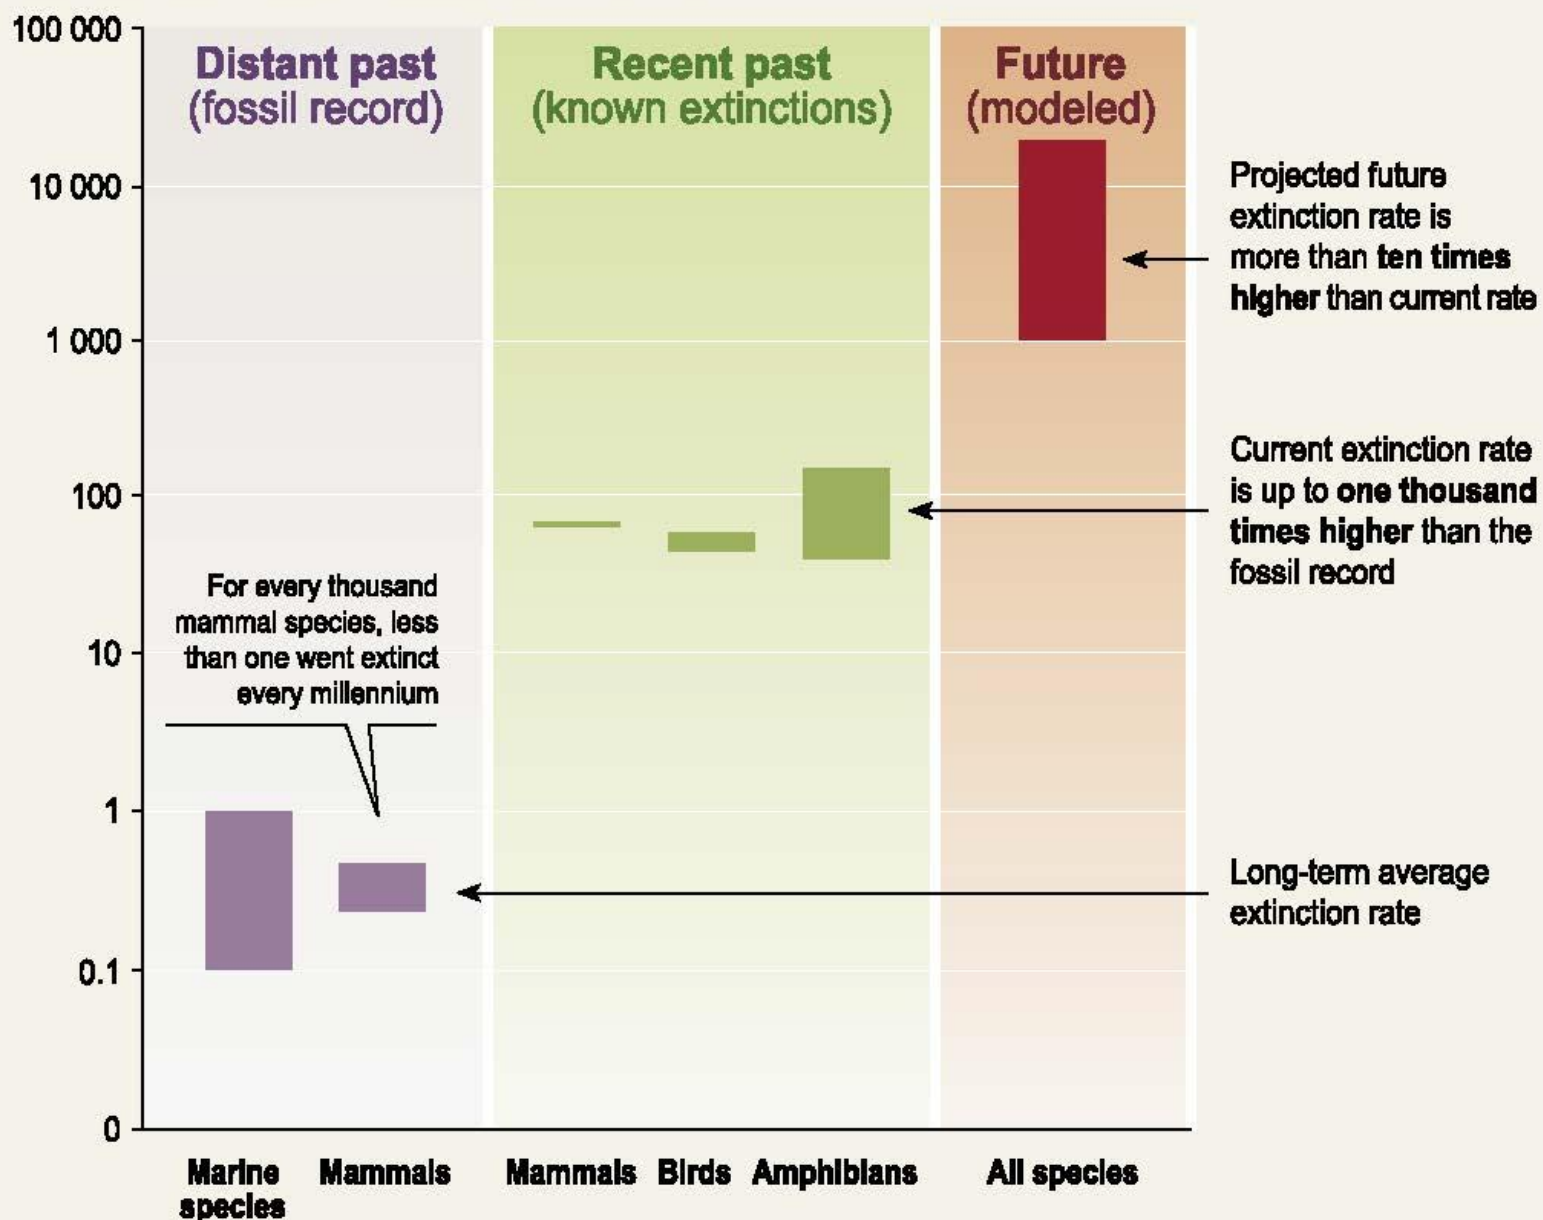 100 000
10 000
1 000
100
10
1
0.1
0
Distant past
(fossil record)
Recent past
(known extinctions)
Future
(modeled)
For every thousand
mammal species, less
than one went extinct
every millennium
Projected future
extinction rate is
more than ten times
higher than current rate
Current extinction rate
is up to one thousand
times higher than the
fossil record
Long-term average
extinction rate
Marine
species
Mammals
Mammals
Birds
Amphibians
All species